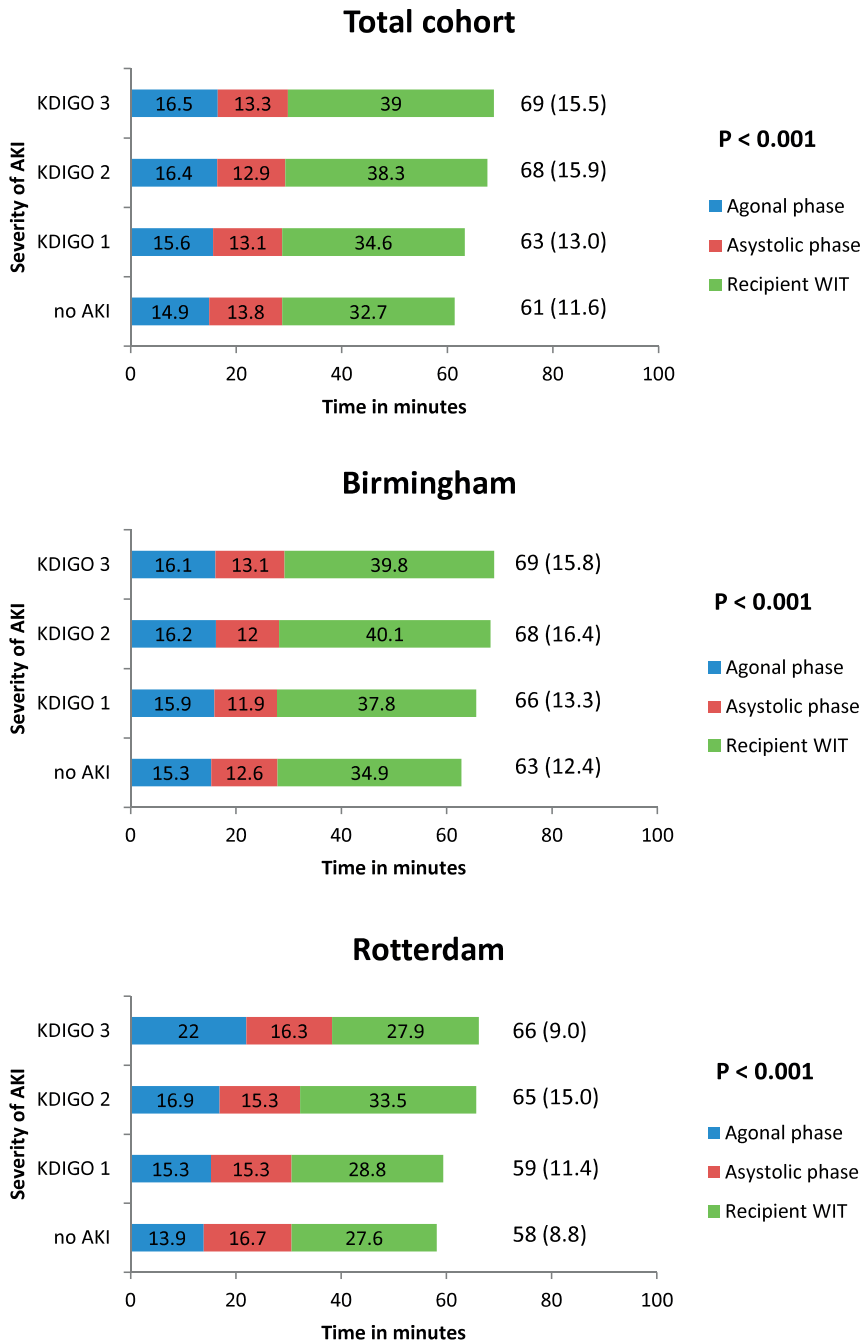 Total cohort
Severity of AKI
KDIGO 3 16.5 13.3 39 69 (15.5)
KDIGO 2 16.4 12.9 38.3 68 (15.9)
KDIGO 1 15.6 13.1 34.6 63 (13.0)
no AKI 14.9 13.8 32.7 61 (11.6)
0 20 40 60 80 100
Time in minutes
P < 0.001
Agonal phase
Asystolic phase
Recipient WIT
Birmingham
Severity of AKI
KDIGO 3 16.1 13.1 39.8 69 (15.8)
KDIGO 2 16.2 12 40.1 68 (16.4)
KDIGO 1 15.9 11.9 37.8 66 (13.3)
no AKI 15.3 12.6 34.9 63 (12.4)
0 20 40 60 80 100
Time in minutes
P < 0.001
Agonal phase
Asystolic phase
Recipient WIT
Rotterdam
Severity of AKI
KDIGO 3 22 16.3 27.9 66 (9.0)
KDIGO 2 16.9 15.3 33.5 65 (15.0)
KDIGO 1 15.3 15.3 28.8 59 (11.4)
no AKI 13.9 16.7 27.6 58 (8.8)
0 20 40 60 80 100
Time in minutes
P < 0.001
Agonal phase
Asystolic phase
Recipient WIT